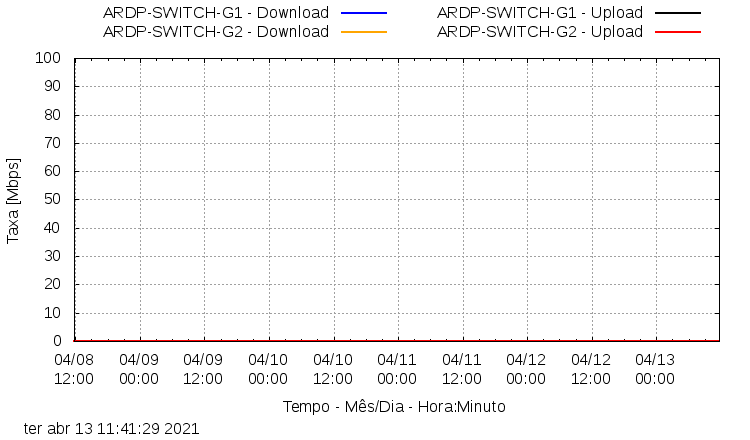 ARDP-SWITCH-G1 - Download
ARDP-SWITCH-G1 - Upload
ARDP-SWITCH-G2 - Download
ARDP-SWITCH-G2 - Upload
100
90
80
70
60
50
40
30
20
10
0
Taxa [Mbps]
04/08 04/09 04/09 04/10 04/10 04/11 04/11 04/12 04/12 04/13
12:00 00:00 12:00 00:00 12:00 00:00 12:00 00:00 12:00 00:00
Tempo - Mês/Dia - Hora:Minuto
ter abr 13 11:41:29 2021